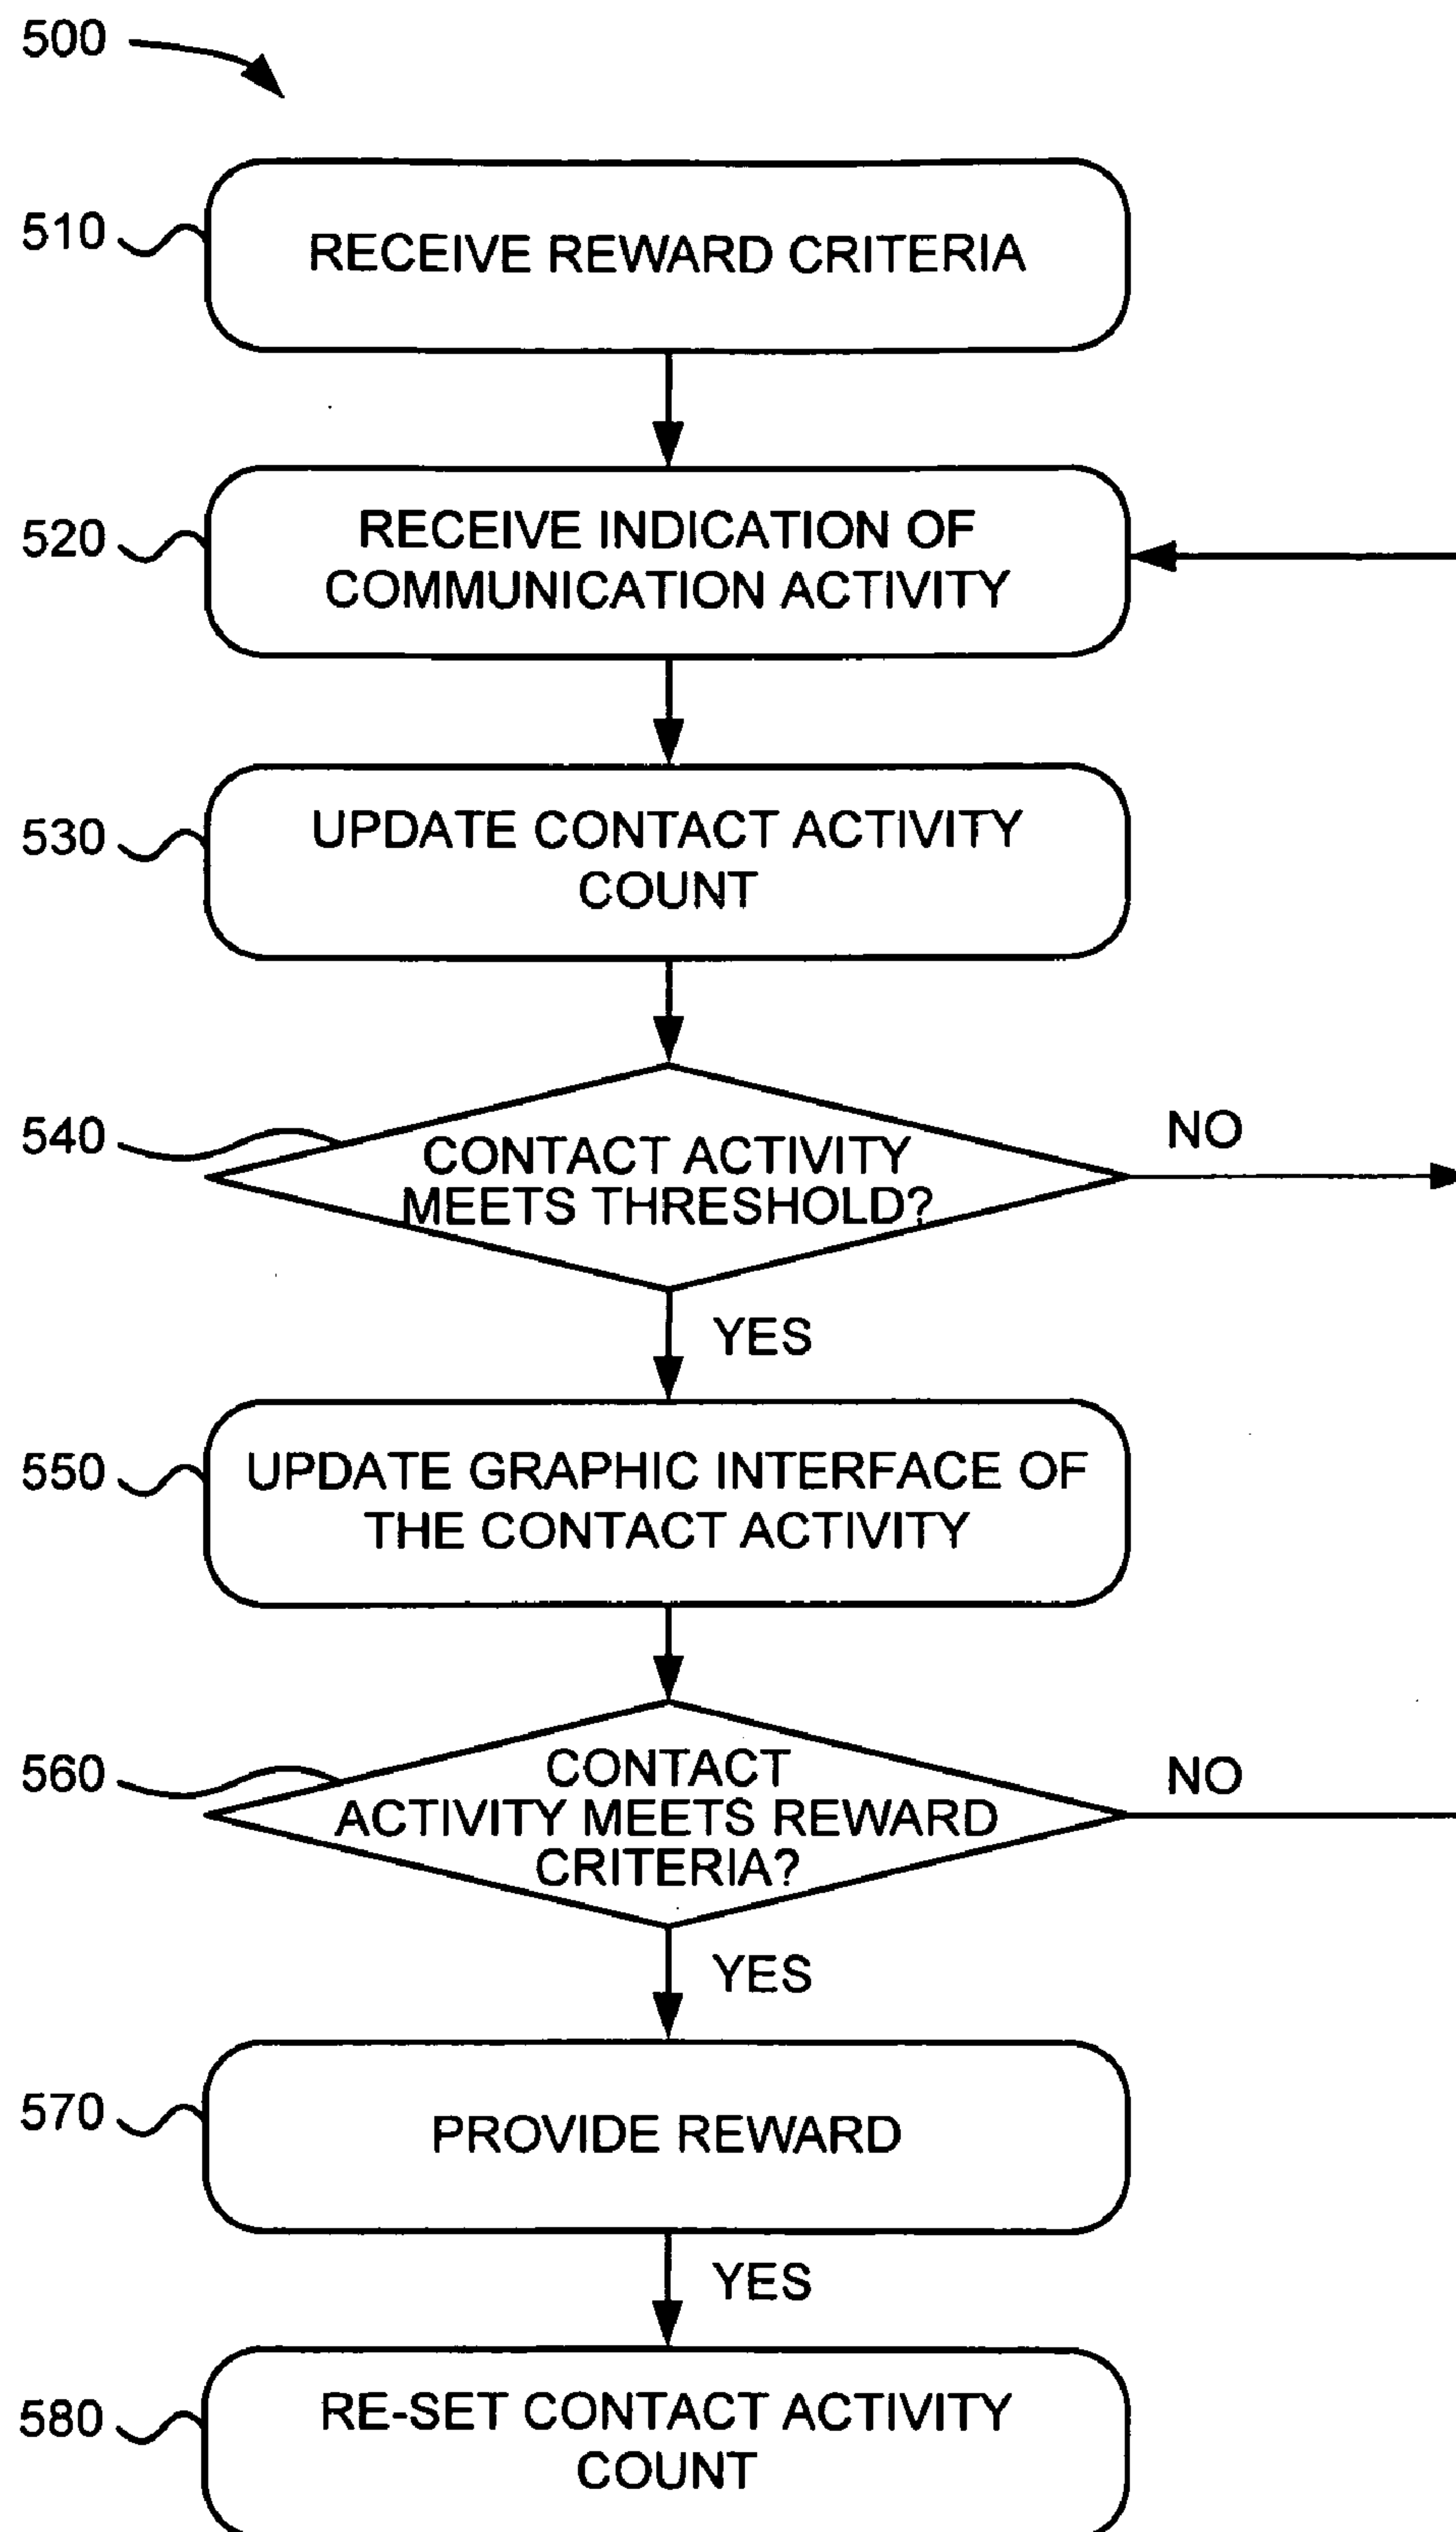 500
510
RECEIVE REWARD CRITERIA
520
RECEIVE INDICATION OF
COMMUNICATION ACTIVITY
530
UPDATE CONTACT ACTIVITY
COUNT
540
CONTACT ACTIVITY
MEETS THRESHOLD?
NO
YES
550
UPDATE GRAPHIC INTERFACE OF
THE CONTACT ACTIVITY
560
CONTACT
ACTIVITY MEETS REWARD
CRITERIA?
NO
YES
570
PROVIDE REWARD
YES
580
RE-SET CONTACT ACTIVITY
COUNT